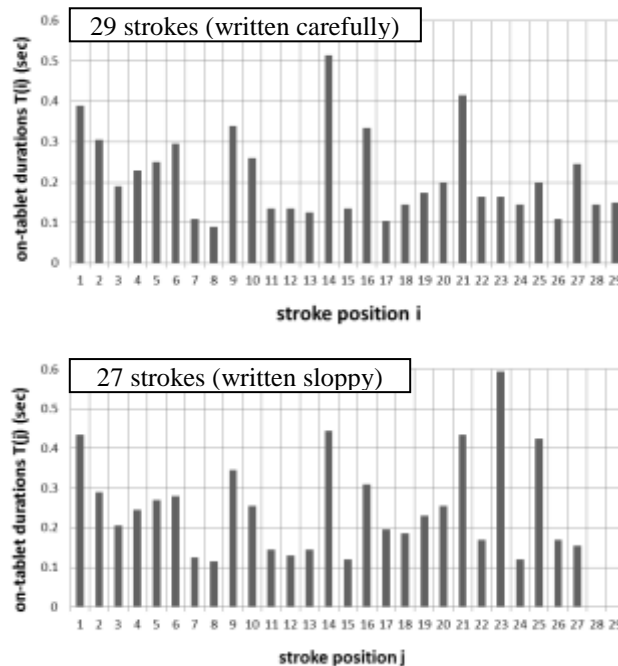 29 strokes (written carefully)
on-tablet durations T(i) (sec)
0.6
0.5
0.4
0.3
0.2
0.1
0
1 2 3 4 5 6 7 8 9 10 11 12 13 14 15 16 17 18 19 20 21 22 23 24 25 26 27 28 29
stroke position i
27 strokes (written sloppy)
on-tablet durations T(j) (sec)
0.6
0.5
0.4
0.3
0.2
0.1
0
1 2 3 4 5 6 7 8 9 10 11 12 13 14 15 16 17 18 19 20 21 22 23 24 25 26 27 28 29
stroke position j